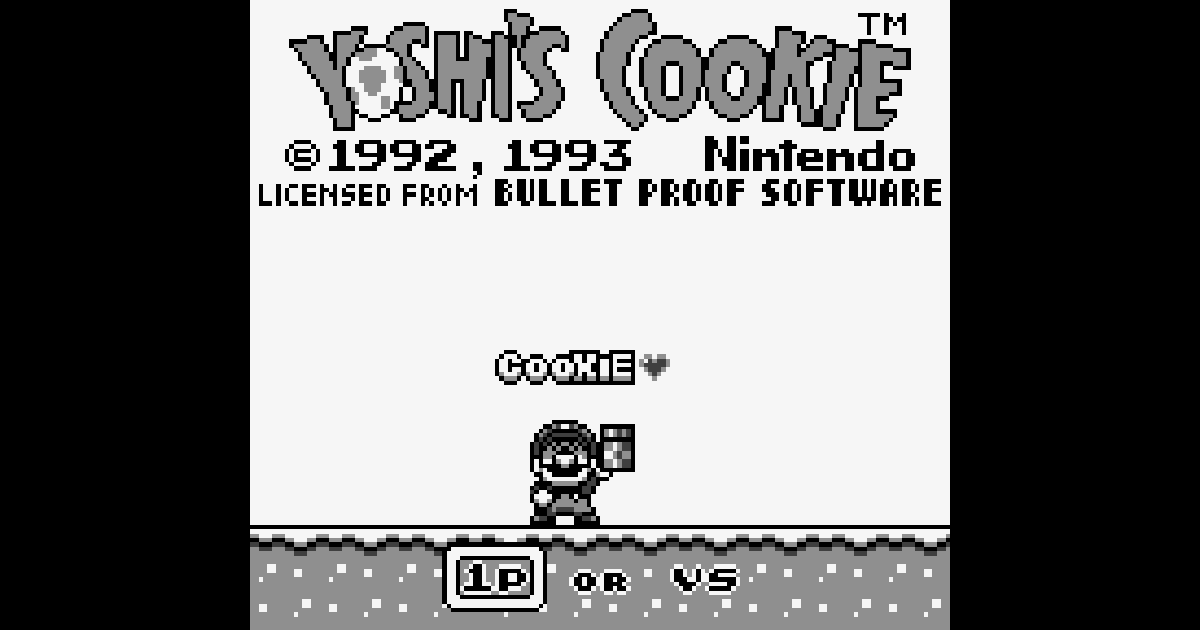 YOSHI'S COOKIE™
©1992, 1993 Nintendo
LICENSED FROM BULLET PROOF SOFTWARE
COOKiE♥
1P OR VS